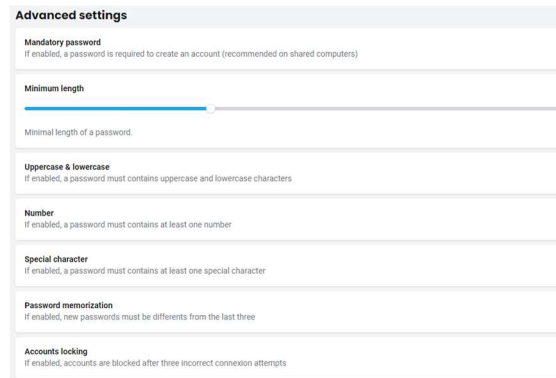 Advanced settings
Mandatory password
If enabled, a password is required to create an account (recommended on shared computers)
Minimum length
Minimal length of a password.
Uppercase & lowercase
If enabled, a password must contains uppercase and lowercase characters
Number
If enabled, a password must contains at least one number
Special character
If enabled, a password must contains at least one special character
Password memorization
If enabled, new passwords must be differents from the last three
Accounts locking
If enabled, accounts are blocked after three incorrect connexion attempts